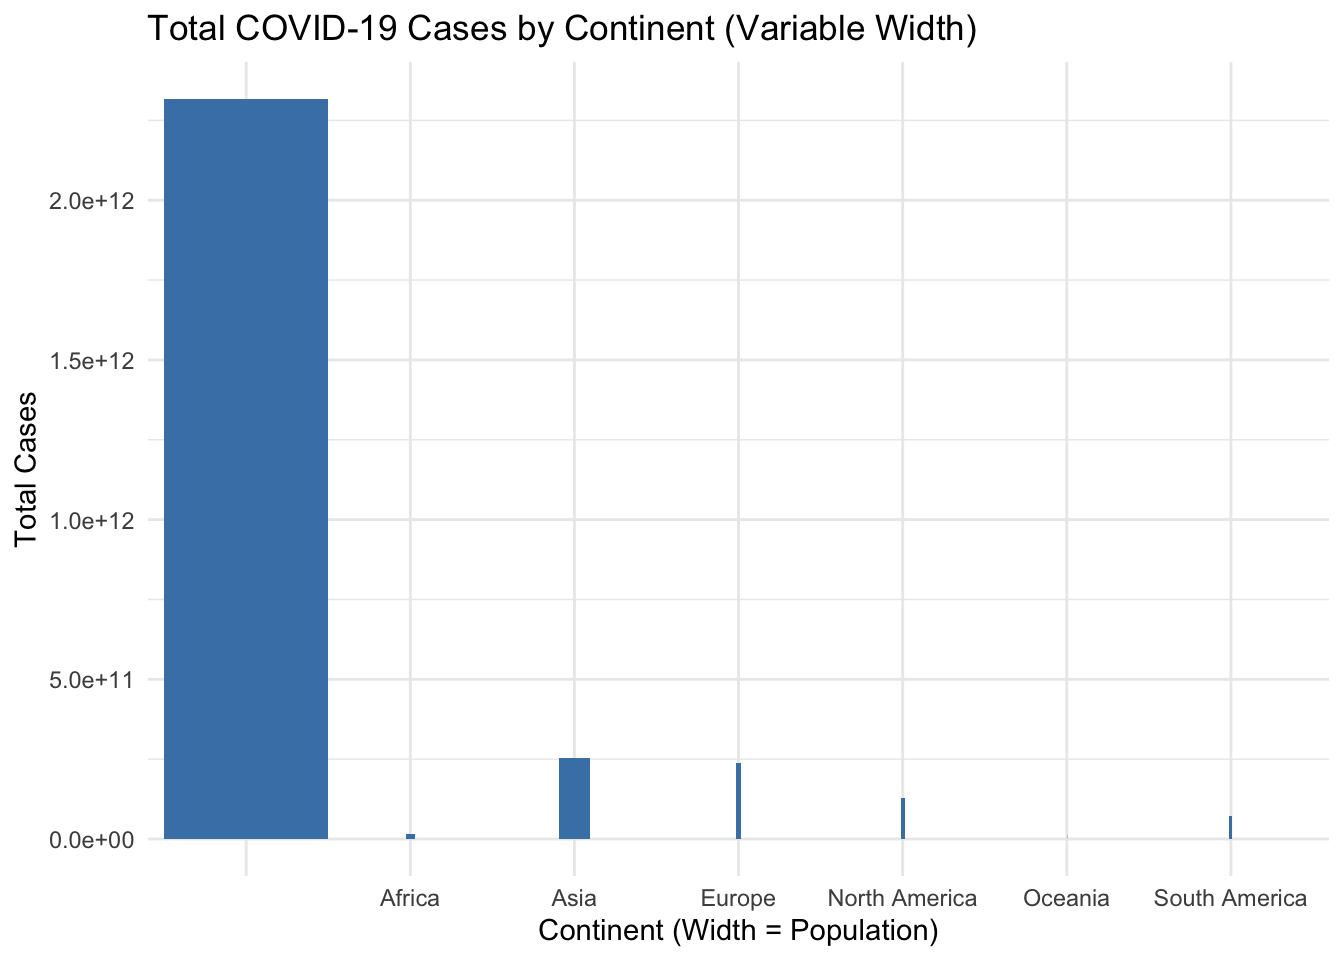 Total COVID-19 Cases by Continent (Variable Width)
Total Cases
2.0e+12
1.5e+12
1.0e+12
5.0e+11
0.0e+00
Africa Asia Europe North America Oceania South America
Continent (Width = Population)